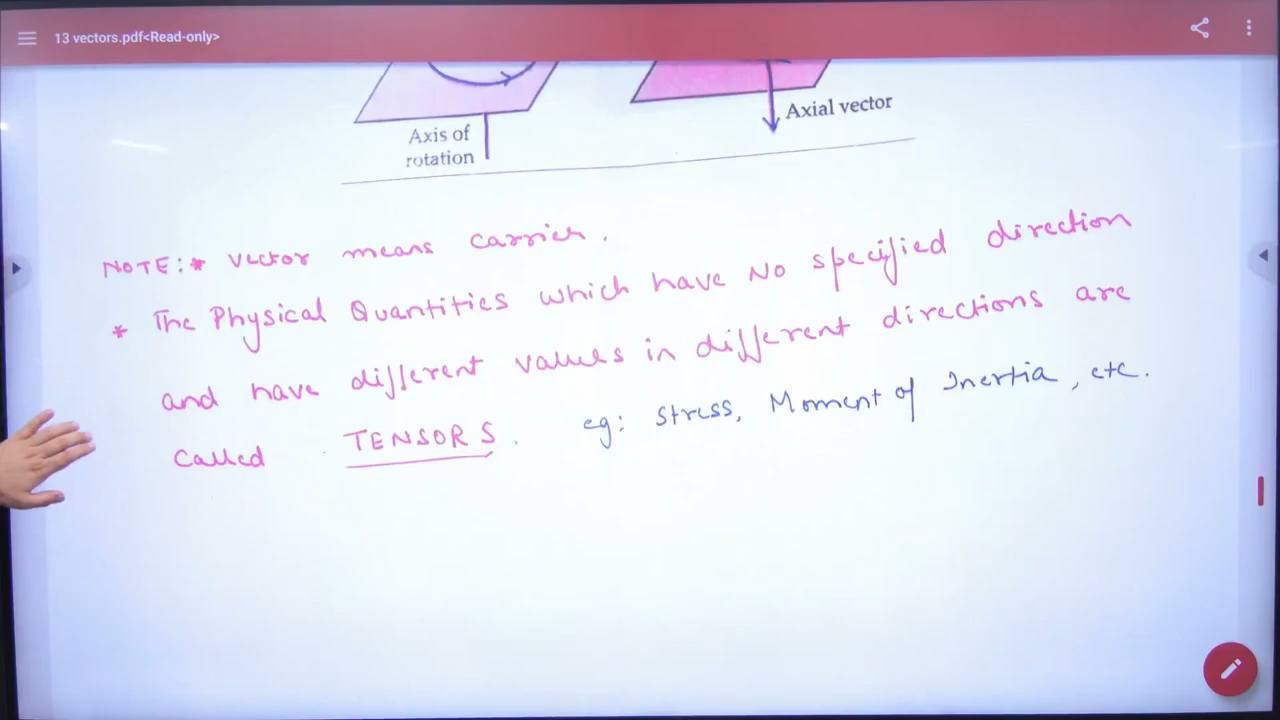 13 vectors.pdf<Read-only>
Axis of
rotation
Axial vector
NOTE:* Vector means carrier.
* The Physical Quantities which have No specified direction
and have different values in different directions are
called TENSORS. eg: Stress, Moment of Inertia, etc.